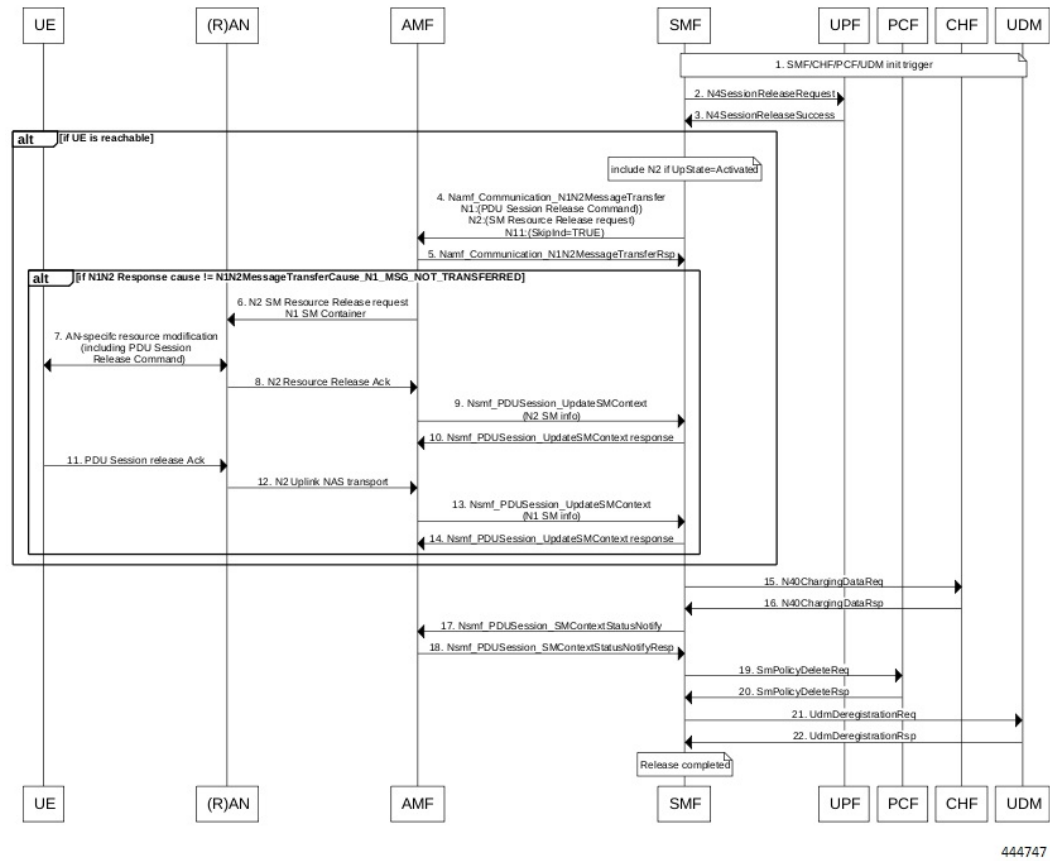 UE (R)AN AMF SMF UPF PCF CHF UDM
1. SMF/CHF/PCF/UDM init trigger
2. N4SessionReleaseRequest
3. N4SessionReleaseSuccess
alt [if UE is reachable]
include N2 if UpState=Activated
4. Namf_Communication_N1N2MessageTransfer
N1:(PDU Session Release Command))
N2:(SM Resource Release request)
N11:(SkipInd=TRUE)
5. Namf_Communication_N1N2MessageTransferRsp
alt [if N1N2 Response cause != N1N2MessageTransferCause_N1_MSG_NOT_TRANSFERRED]
6. N2 SM Resource Release request
N1 SM Container
7. AN-specifc resource modification
(including PDU Session
Release Command)
8. N2 Resource Release Ack
9. Nsmf_PDUSession_UpdateSMContext
(N2 SM info)
10. Nsmf_PDUSession_UpdateSMContext response
11. PDU Session release Ack
12. N2 Uplink NAS transport
13. Nsmf_PDUSession_UpdateSMContext
(N1 SM info)
14. Nsmf_PDUSession_UpdateSMContext response
15. N40ChargingDataReq
16. N40ChargingDataRsp
17. Nsmf_PDUSession_SMContextStatusNotify
18. Nsmf_PDUSession_SMContextStatusNotifyResp
19. SmPolicyDeleteReq
20. SmPolicyDeleteRsp
21. UdmDeregistrationReq
22. UdmDeregistrationRsp
Release completed
UE (R)AN AMF SMF UPF PCF CHF UDM
444747